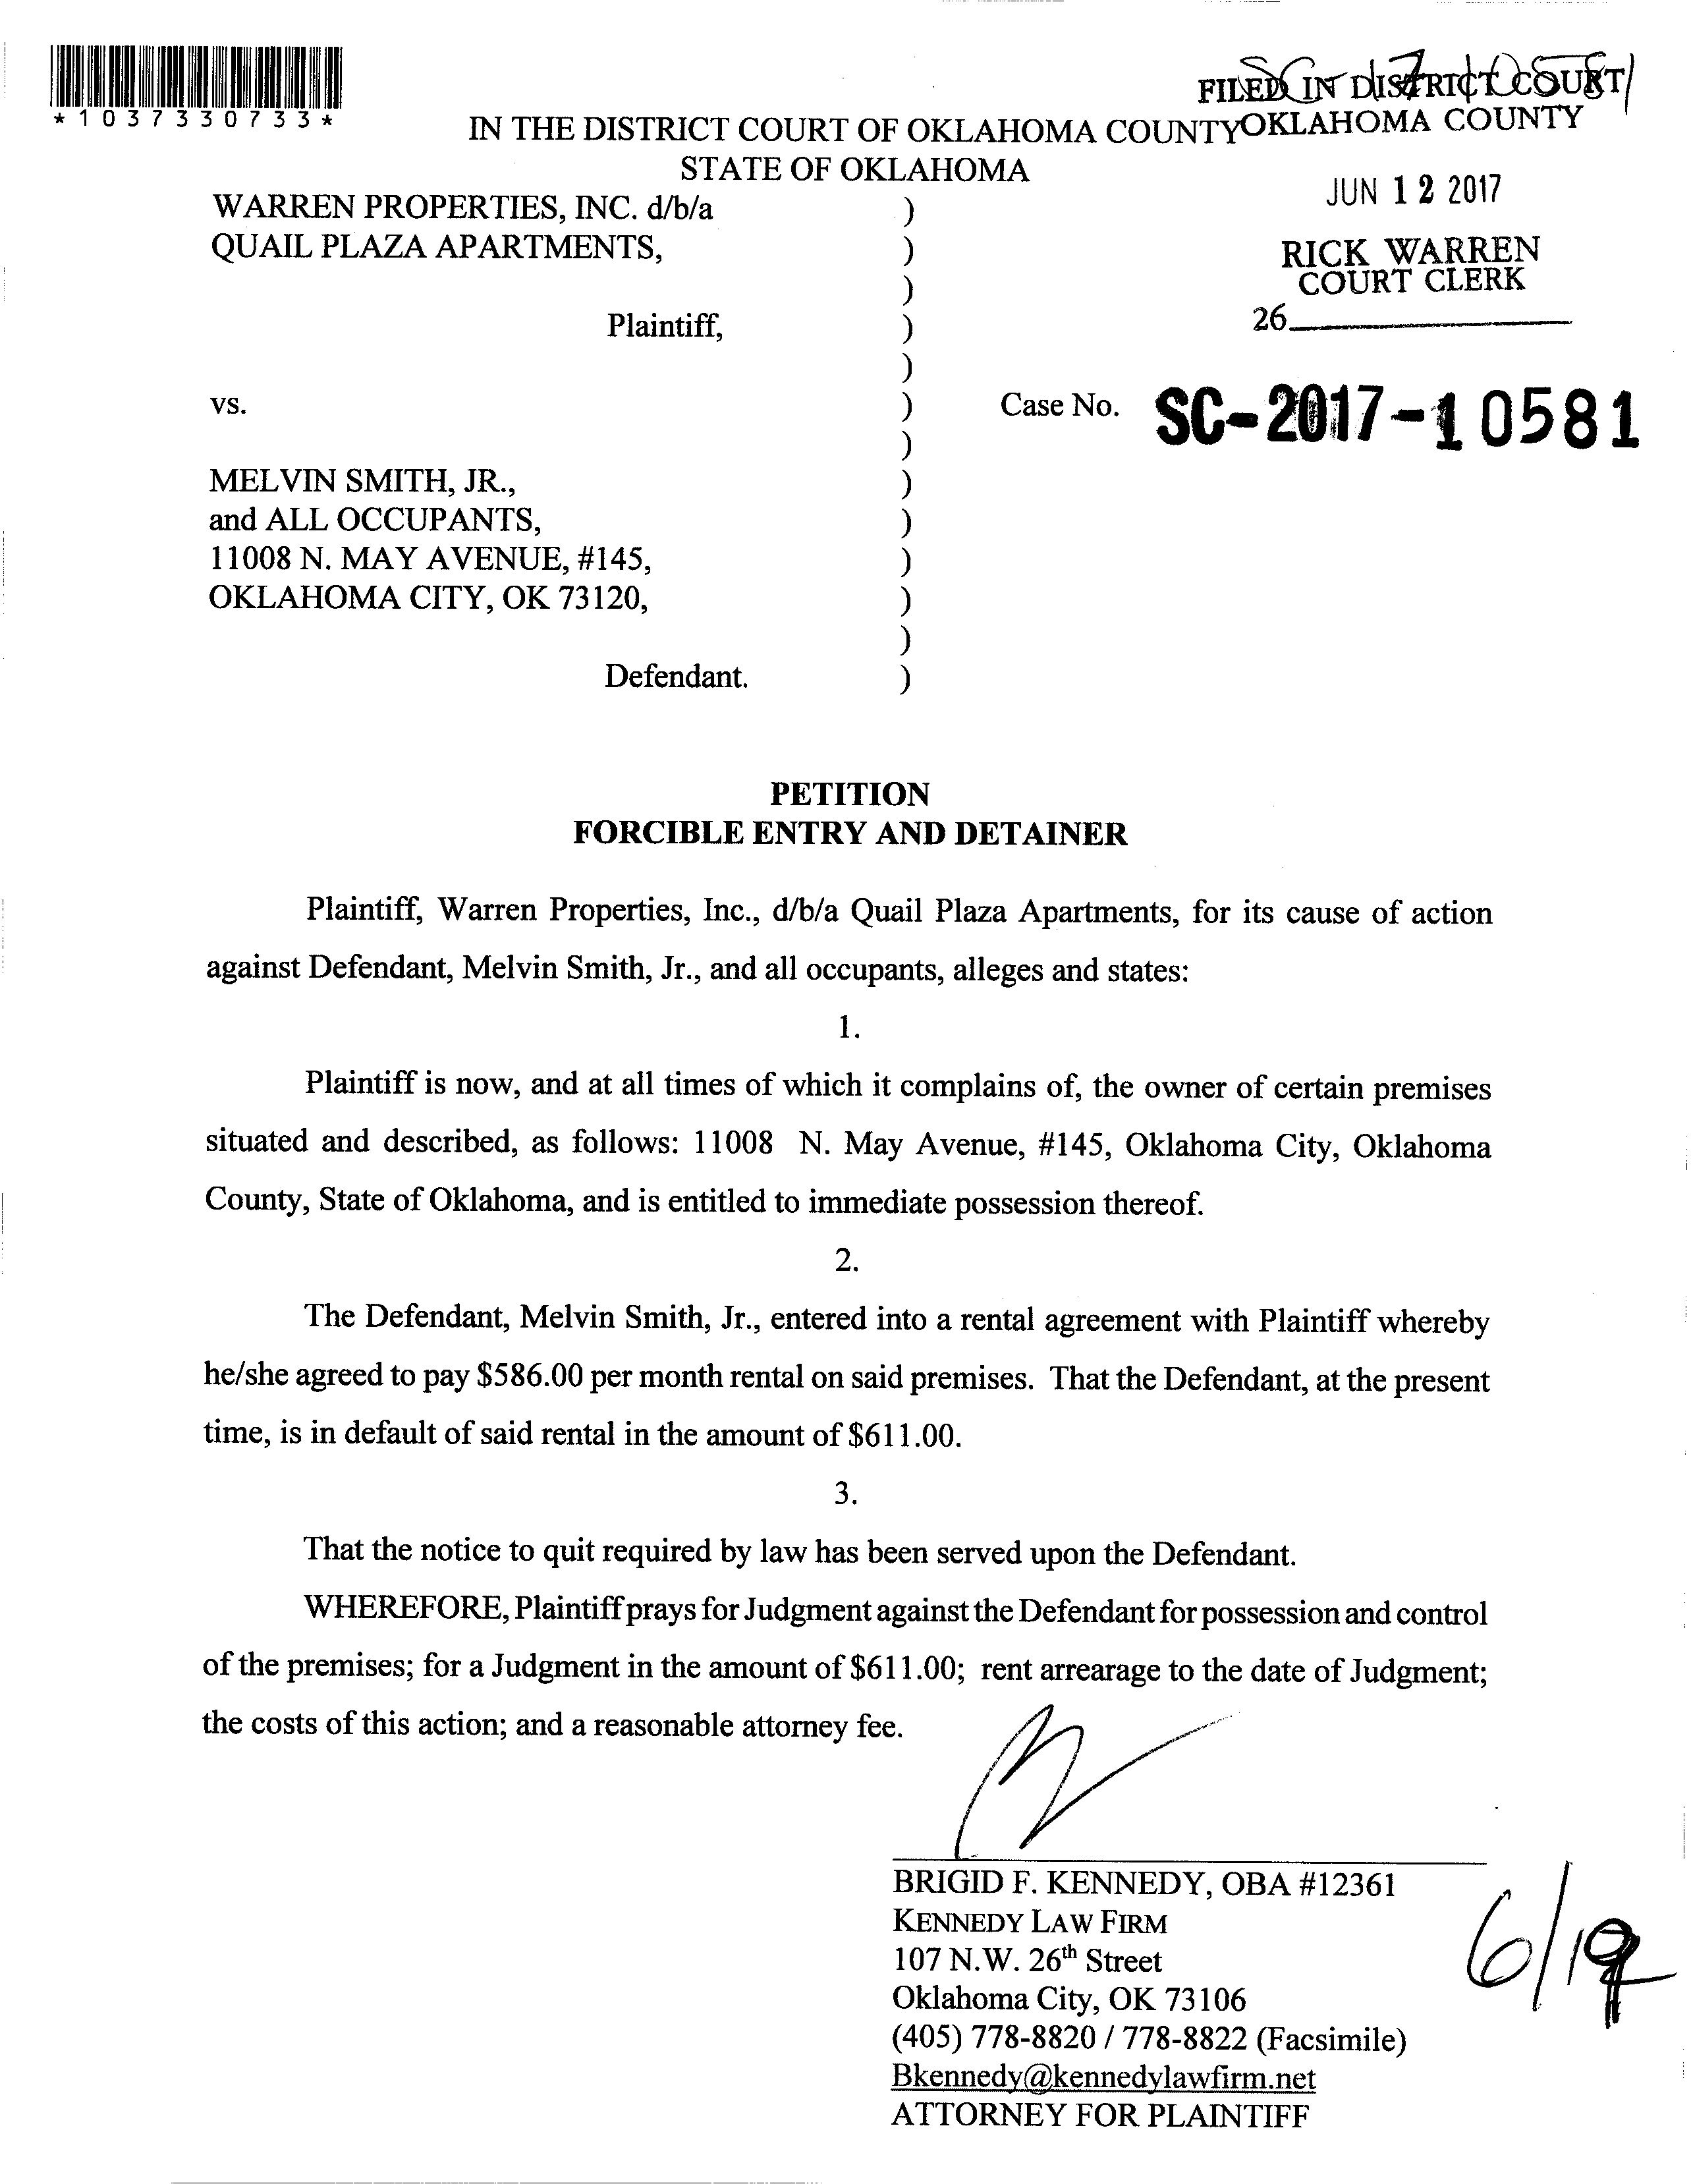 *1037330733*
FILED IN DISTRICT COURT
OKLAHOMA COUNTY
IN THE DISTRICT COURT OF OKLAHOMA COUNTY
STATE OF OKLAHOMA
JUN 12 2017
RICK WARREN
COURT CLERK
26
WARREN PROPERTIES, INC. d/b/a )
QUAIL PLAZA APARTMENTS, )
)
Plaintiff, )
)
vs. ) Case No. SC-2017-10581
)
MELVIN SMITH, JR., )
and ALL OCCUPANTS, )
11008 N. MAY AVENUE, #145, )
OKLAHOMA CITY, OK 73120, )
)
Defendant. )
PETITION
FORCIBLE ENTRY AND DETAINER
Plaintiff, Warren Properties, Inc., d/b/a Quail Plaza Apartments, for its cause of action
against Defendant, Melvin Smith, Jr., and all occupants, alleges and states:
1.
Plaintiff is now, and at all times of which it complains of, the owner of certain premises
situated and described, as follows: 11008 N. May Avenue, #145, Oklahoma City, Oklahoma
County, State of Oklahoma, and is entitled to immediate possession thereof.
2.
The Defendant, Melvin Smith, Jr., entered into a rental agreement with Plaintiff whereby
he/she agreed to pay $586.00 per month rental on said premises. That the Defendant, at the present
time, is in default of said rental in the amount of $611.00.
3.
That the notice to quit required by law has been served upon the Defendant.
WHEREFORE, Plaintiff prays for Judgment against the Defendant for possession and control
of the premises; for a Judgment in the amount of $611.00; rent arrearage to the date of Judgment;
the costs of this action; and a reasonable attorney fee.
BRIGID F. KENNEDY, OBA #12361
KENNEDY LAW FIRM
107 N.W. 26th Street
Oklahoma City, OK 73106
(405) 778-8820 / 778-8822 (Facsimile)
Bkennedy@kennedylawfirm.net
ATTORNEY FOR PLAINTIFF